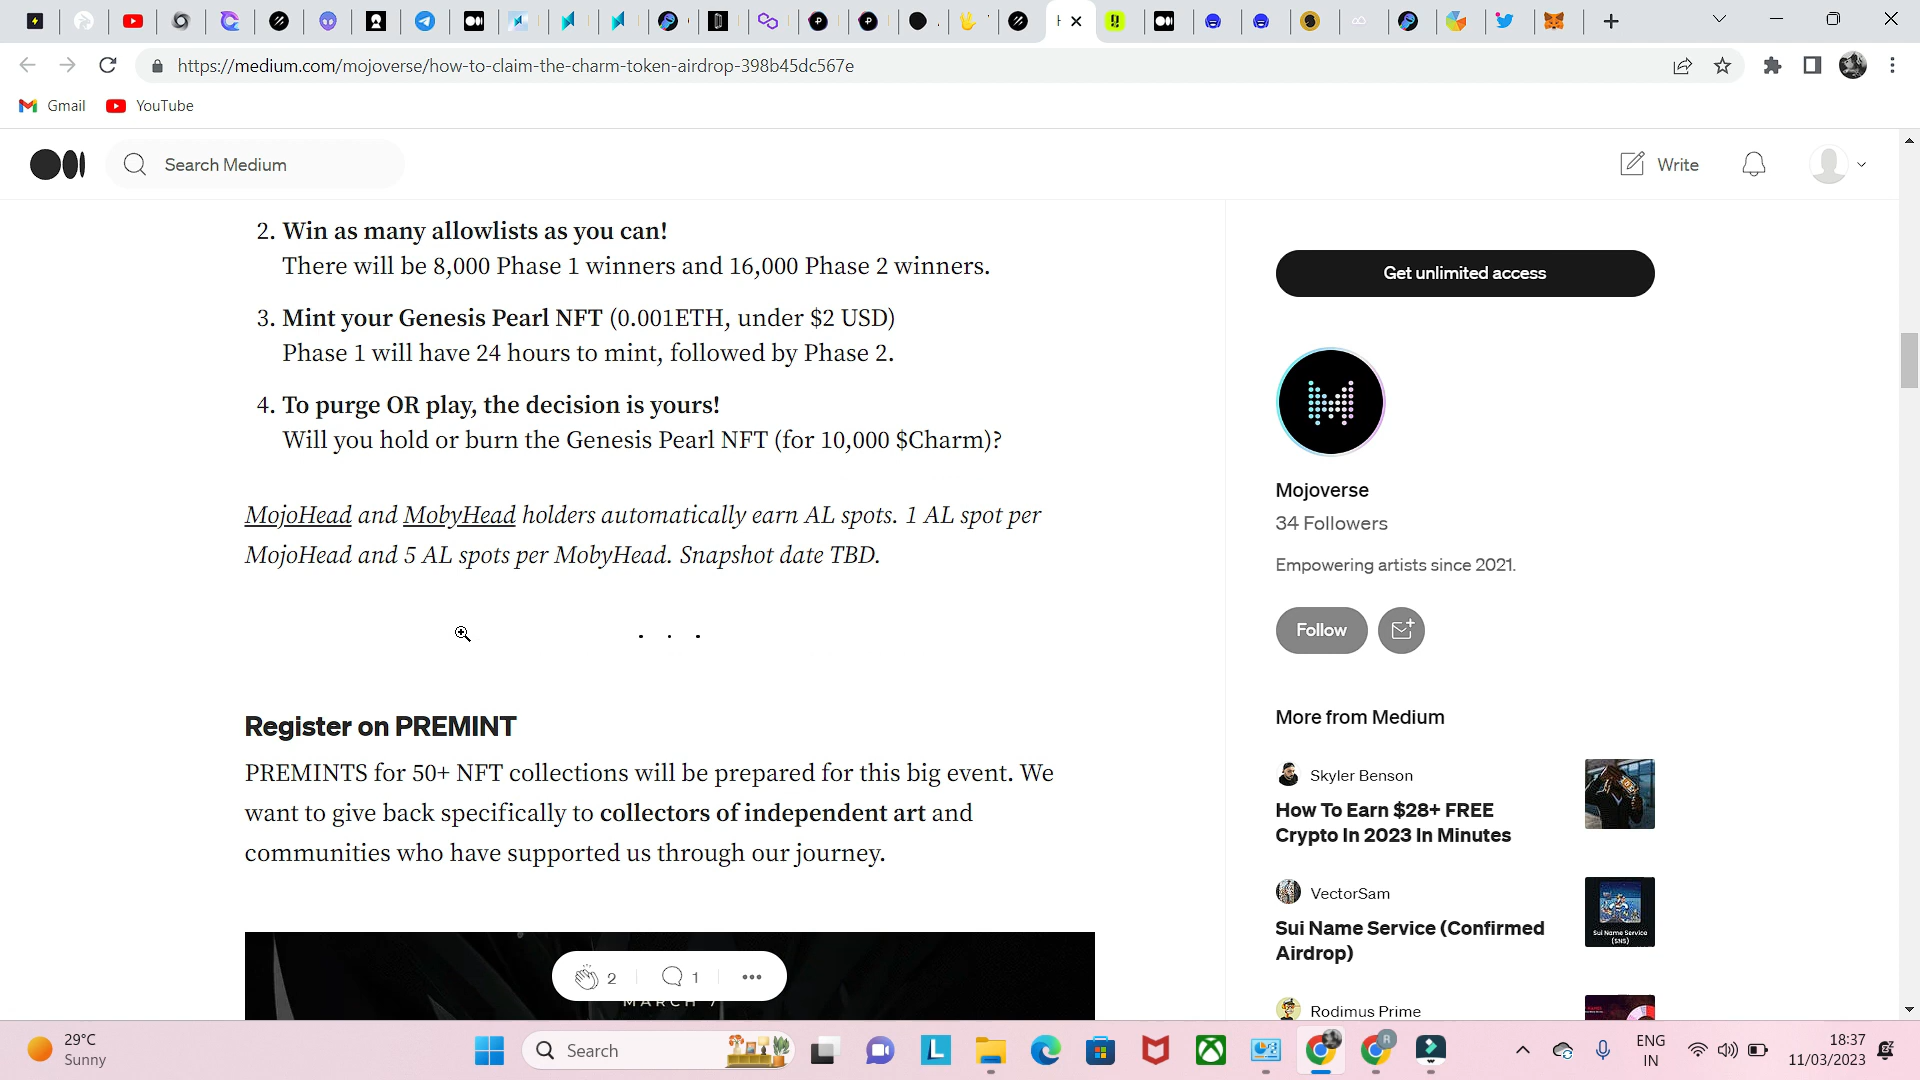 https://medium.com/mojoverse/how-to-claim-the-charm-token-airdrop-398b45dc567e
Gmail YouTube
Search Medium
Write
2. Win as many allowlists as you can!
There will be 8,000 Phase 1 winners and 16,000 Phase 2 winners.
3. Mint your Genesis Pearl NFT (0.001ETH, under $2 USD)
Phase 1 will have 24 hours to mint, followed by Phase 2.
4. To purge OR play, the decision is yours!
Will you hold or burn the Genesis Pearl NFT (for 10,000 $Charm)?
MojoHead and MobyHead holders automatically earn AL spots. 1 AL spot per
MojoHead and 5 AL spots per MobyHead. Snapshot date TBD.
. . .
Register on PREMINT
PREMINTS for 50+ NFT collections will be prepared for this big event. We
want to give back specifically to collectors of independent art and
communities who have supported us through our journey.
2 1
MARCH 7
Get unlimited access
Mojoverse
34 Followers
Empowering artists since 2021.
Follow
More from Medium
Skyler Benson
How To Earn $28+ FREE
Crypto In 2023 In Minutes
VectorSam
Sui Name Service (Confirmed
Airdrop)
Sui Name Service
(SNS)
Rodimus Prime
29°C
Sunny
Search
ENG
IN
18:37
11/03/2023